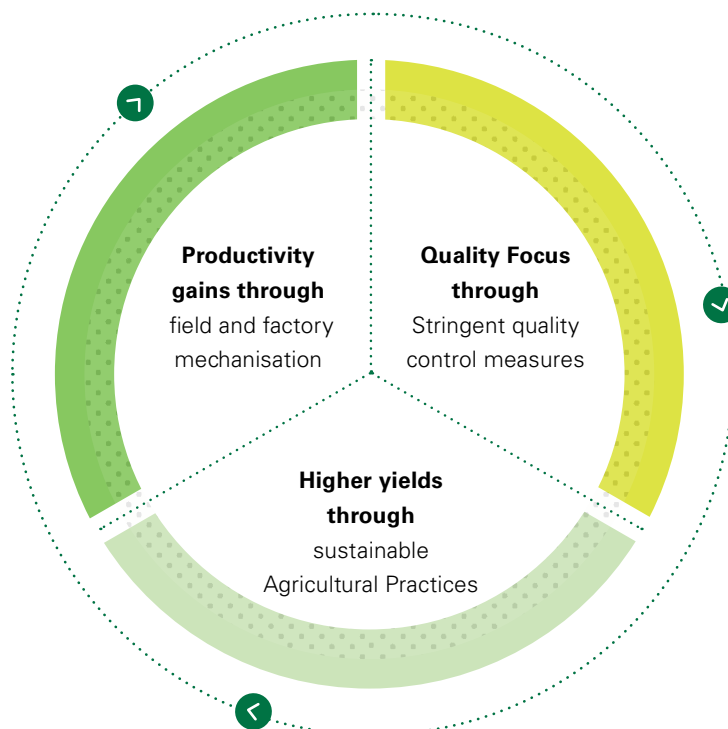 Productivity
gains through
field and factory
mechanisation
Quality Focus
through
Stringent quality
control measures
Higher yields
through
sustainable
Agricultural Practices